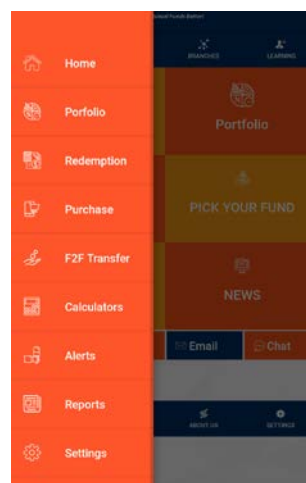 Home
Porfolio
Redemption
Purchase
F2F Transfer
Calculators
Alerts
Reports
Settings
BRANCHES
LEARNING
Portfolio
PICK YOUR FUND
NEWS
Email
Chat
ABOUT US
SETTINGS